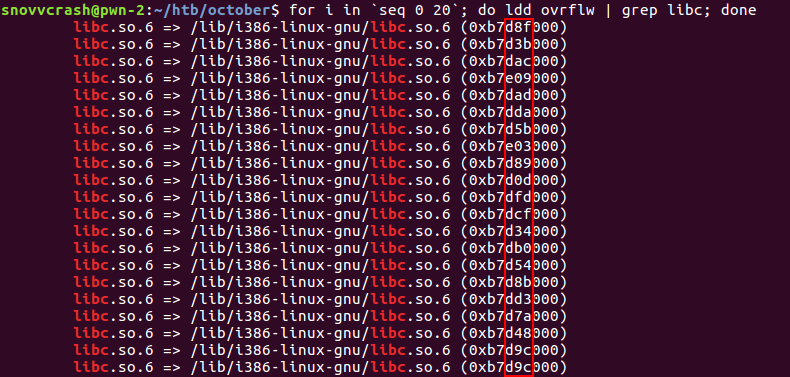 snovvcrash@pwn-2:~/htb/october$ for i in `seq 0 20`; do ldd ovrflw | grep libc; done
libc.so.6 => /lib/i386-linux-gnu/libc.so.6 (0xb7d8f000)
libc.so.6 => /lib/i386-linux-gnu/libc.so.6 (0xb7d3b000)
libc.so.6 => /lib/i386-linux-gnu/libc.so.6 (0xb7dac000)
libc.so.6 => /lib/i386-linux-gnu/libc.so.6 (0xb7e09000)
libc.so.6 => /lib/i386-linux-gnu/libc.so.6 (0xb7dad000)
libc.so.6 => /lib/i386-linux-gnu/libc.so.6 (0xb7dda000)
libc.so.6 => /lib/i386-linux-gnu/libc.so.6 (0xb7d5b000)
libc.so.6 => /lib/i386-linux-gnu/libc.so.6 (0xb7e03000)
libc.so.6 => /lib/i386-linux-gnu/libc.so.6 (0xb7d89000)
libc.so.6 => /lib/i386-linux-gnu/libc.so.6 (0xb7d0d000)
libc.so.6 => /lib/i386-linux-gnu/libc.so.6 (0xb7dfd000)
libc.so.6 => /lib/i386-linux-gnu/libc.so.6 (0xb7dcf000)
libc.so.6 => /lib/i386-linux-gnu/libc.so.6 (0xb7d34000)
libc.so.6 => /lib/i386-linux-gnu/libc.so.6 (0xb7db0000)
libc.so.6 => /lib/i386-linux-gnu/libc.so.6 (0xb7d54000)
libc.so.6 => /lib/i386-linux-gnu/libc.so.6 (0xb7d8b000)
libc.so.6 => /lib/i386-linux-gnu/libc.so.6 (0xb7dd3000)
libc.so.6 => /lib/i386-linux-gnu/libc.so.6 (0xb7d7a000)
libc.so.6 => /lib/i386-linux-gnu/libc.so.6 (0xb7d48000)
libc.so.6 => /lib/i386-linux-gnu/libc.so.6 (0xb7d9c000)
libc.so.6 => /lib/i386-linux-gnu/libc.so.6 (0xb7d9c000)